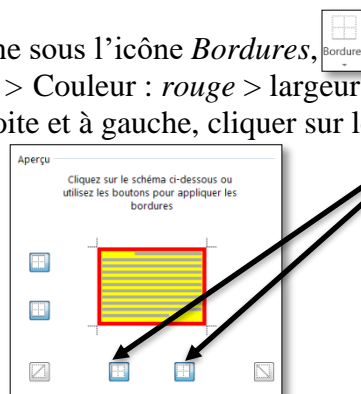 ne sous l'icône Bordures,
Bordure
> Couleur : rouge > largeur
oite et à gauche, cliquer sur l
Aperçu
Cliquez sur le schéma ci-dessous ou
utilisez les boutons pour appliquer les
bordures